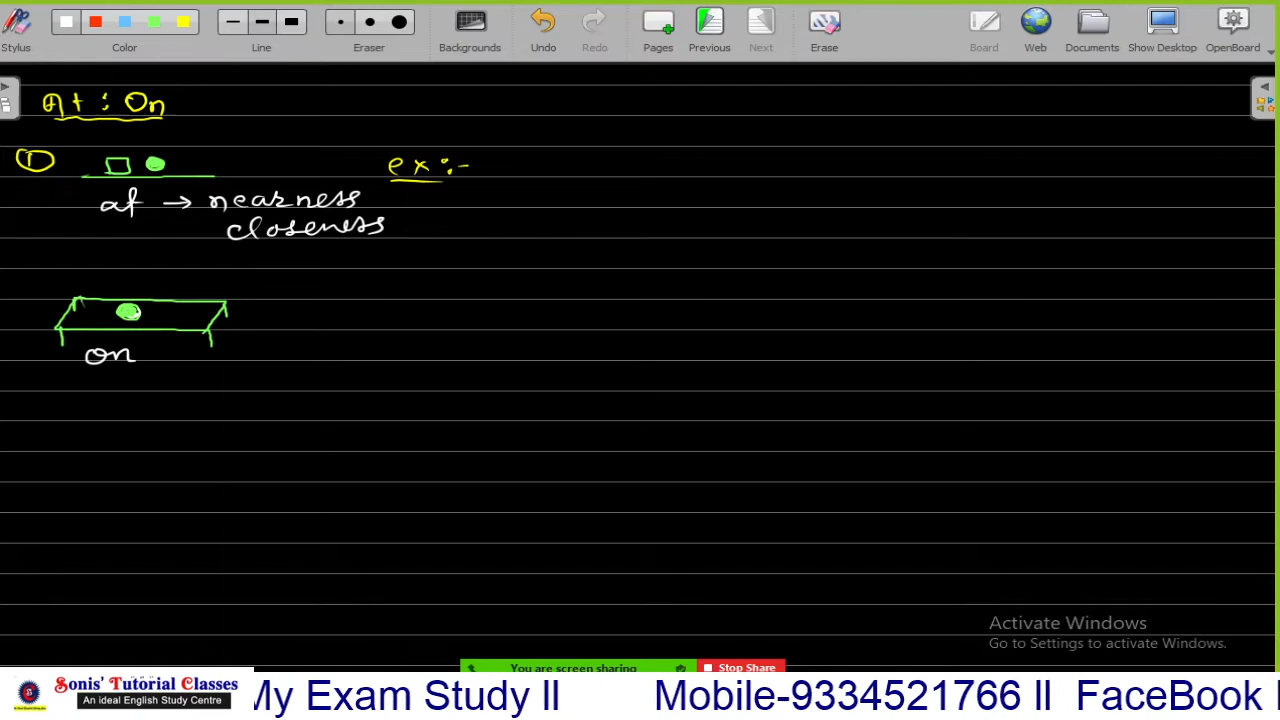 Stylus
Color
Line
Eraser
Backgrounds
Undo
Redo
Pages
Previous
Next
Erase
Board
Web
Documents
Show Desktop
OpenBoard
At : On
① ex :-
at → nearness
closeness
on
Activate Windows
Go to Settings to activate Windows.
You are screen sharing
Stop Share
Sonis' Tutorial Classes
An ideal English Study Centre
My Exam Study II Mobile-9334521766 II FaceBook